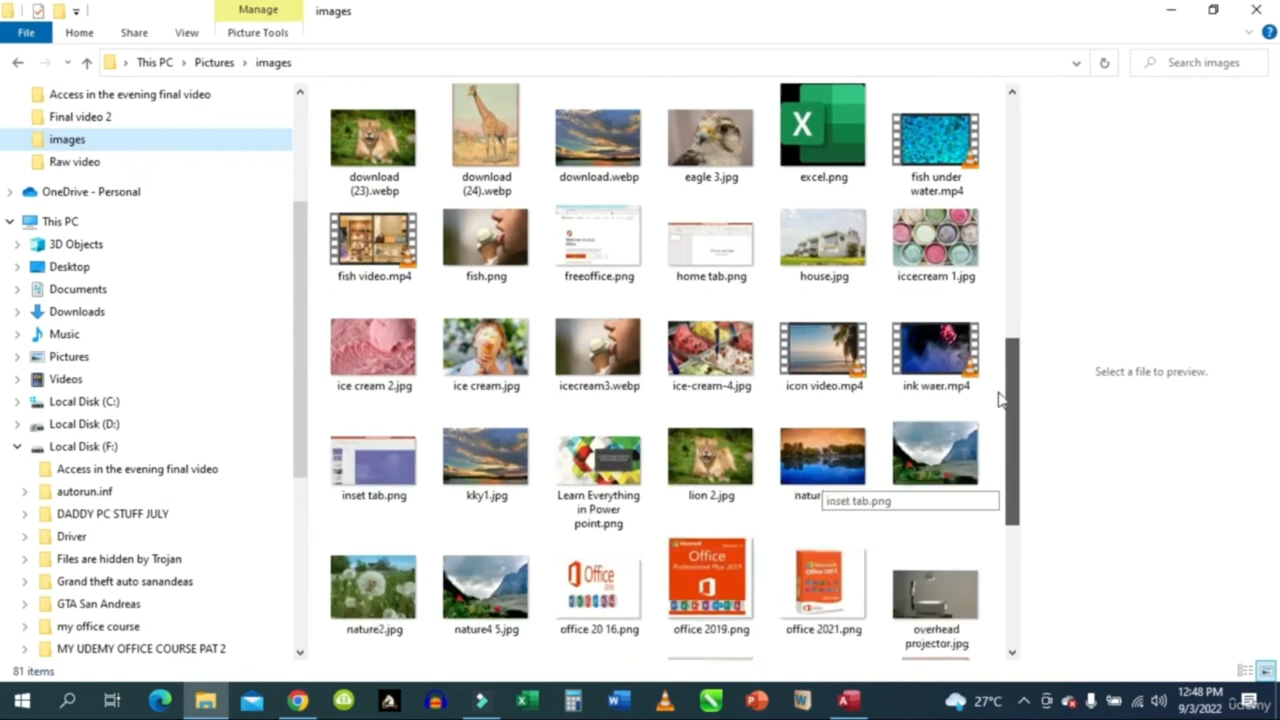 Manage
images
File
Home
Share
View
Picture Tools
This PC
Pictures
images
Search images
Access in the evening final video
Final video 2
images
Raw video
OneDrive - Personal
This PC
3D Objects
Desktop
Documents
Downloads
Music
Pictures
Videos
Local Disk (C:)
Local Disk (D:)
Local Disk (F:)
Access in the evening final video
autorun.inf
DADDY PC STUFF JULY
Driver
Files are hidden by Trojan
Grand theft auto sanandeas
GTA San Andreas
my office course
MY UDEMY OFFICE COURSE PAT 2
download
(23).webp
download
(24).webp
download.webp
eagle 3.jpg
excel.png
fish under
water.mp4
fish video.mp4
fish.png
freeoffice.png
home tab.png
house.jpg
iccecream 1.jpg
ice cream 2.jpg
ice cream.jpg
icecream3.webp
ice-cream-4.jpg
icon video.mp4
ink waer.mp4
inset tab.png
kky1.jpg
Learn Everything
in Power
point.png
lion 2.jpg
natur
inset tab.png
nature2.jpg
nature4 5.jpg
Office
office 20 16.png
Office
Professional Plus 2019
office 2019.png
office 2021.png
overhead
projector.jpg
Select a file to preview.
81 items
27°C
12:48 PM
9/3/2022
udemy